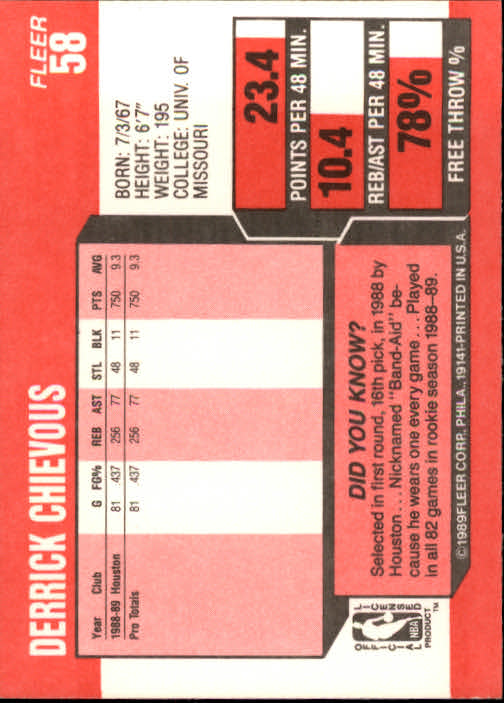 FLEER
58
DERRICK CHIEVOUS
BORN: 7/3/67
HEIGHT: 6'7"
WEIGHT: 195
COLLEGE: UNIV. OF
MISSOURI
Year Club G FG% REB AST STL BLK PTS AVG
1988-89 Houston 81 437 256 77 48 11 750 9.3
Pro Totals 81 437 256 77 48 11 750 9.3
23.4
POINTS PER 48 MIN.
10.4
REB/AST PER 48 MIN.
78%
FREE THROW %
DID YOU KNOW?
Selected in first round, 16th pick, in 1988 by
Houston . . . Nicknamed "Band-Aid" be-
cause he wears one every game . . . Played
in all 82 games in rookie season 1988–89.
OFFICIAL LICENSED
NBA
PRODUCT™
©1989FLEER CORP., PHILA., 19141-PRINTED IN U.S.A.